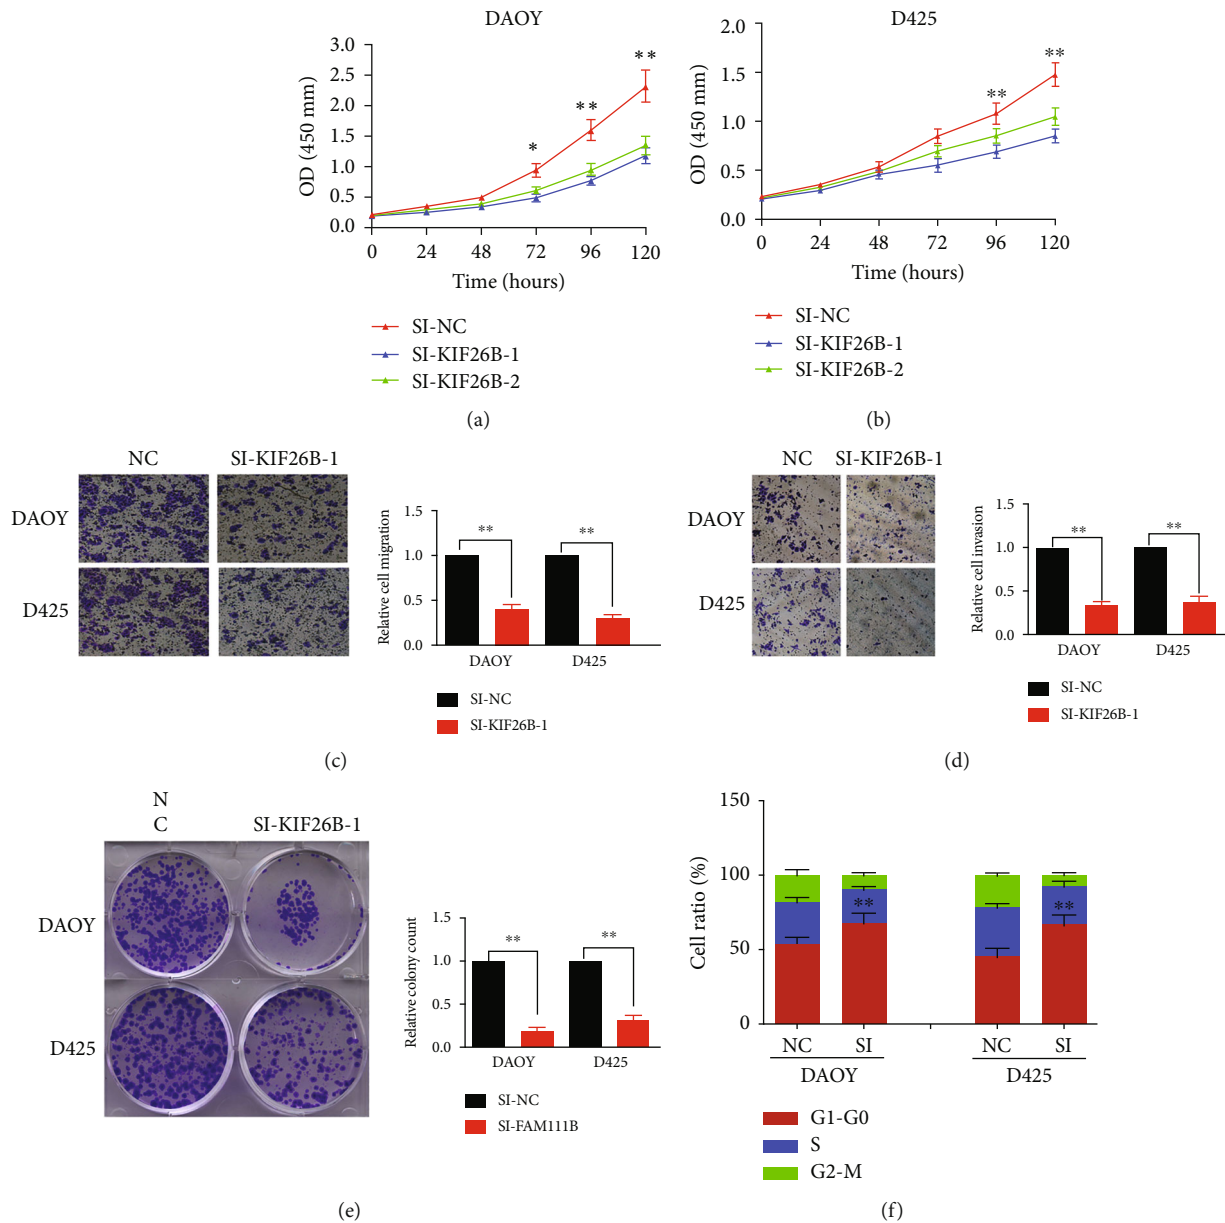 DAOY
3.0
2.5
2.0
1.5
1.0
0.5
0.0
OD (450 mm)
*
**
**
0 24 48 72 96 120
Time (hours)
SI-NC
SI-KIF26B-1
SI-KIF26B-2
(a)
D425
2.0
1.5
1.0
0.5
0.0
OD (450 mm)
**
**
0 24 48 72 96 120
Time (hours)
SI-NC
SI-KIF26B-1
SI-KIF26B-2
(b)
NC SI-KIF26B-1
DAOY
D425
1.5
1.0
0.5
0.0
Relative cell migration
** **
DAOY D425
SI-NC
SI-KIF26B-1
(c)
NC SI-KIF26B-1
DAOY
D425
1.5
1.0
0.5
0.0
Relative cell invasion
** **
DAOY D425
SI-NC
SI-KIF26B-1
(d)
N
C SI-KIF26B-1
DAOY
D425
1.5
1.0
0.5
0.0
Relative colony count
** **
DAOY D425
SI-NC
SI-FAM111B
(e)
150
100
50
0
Cell ratio (%)
** **
NC SI NC SI
DAOY D425
G1-G0
S
G2-M
(f)